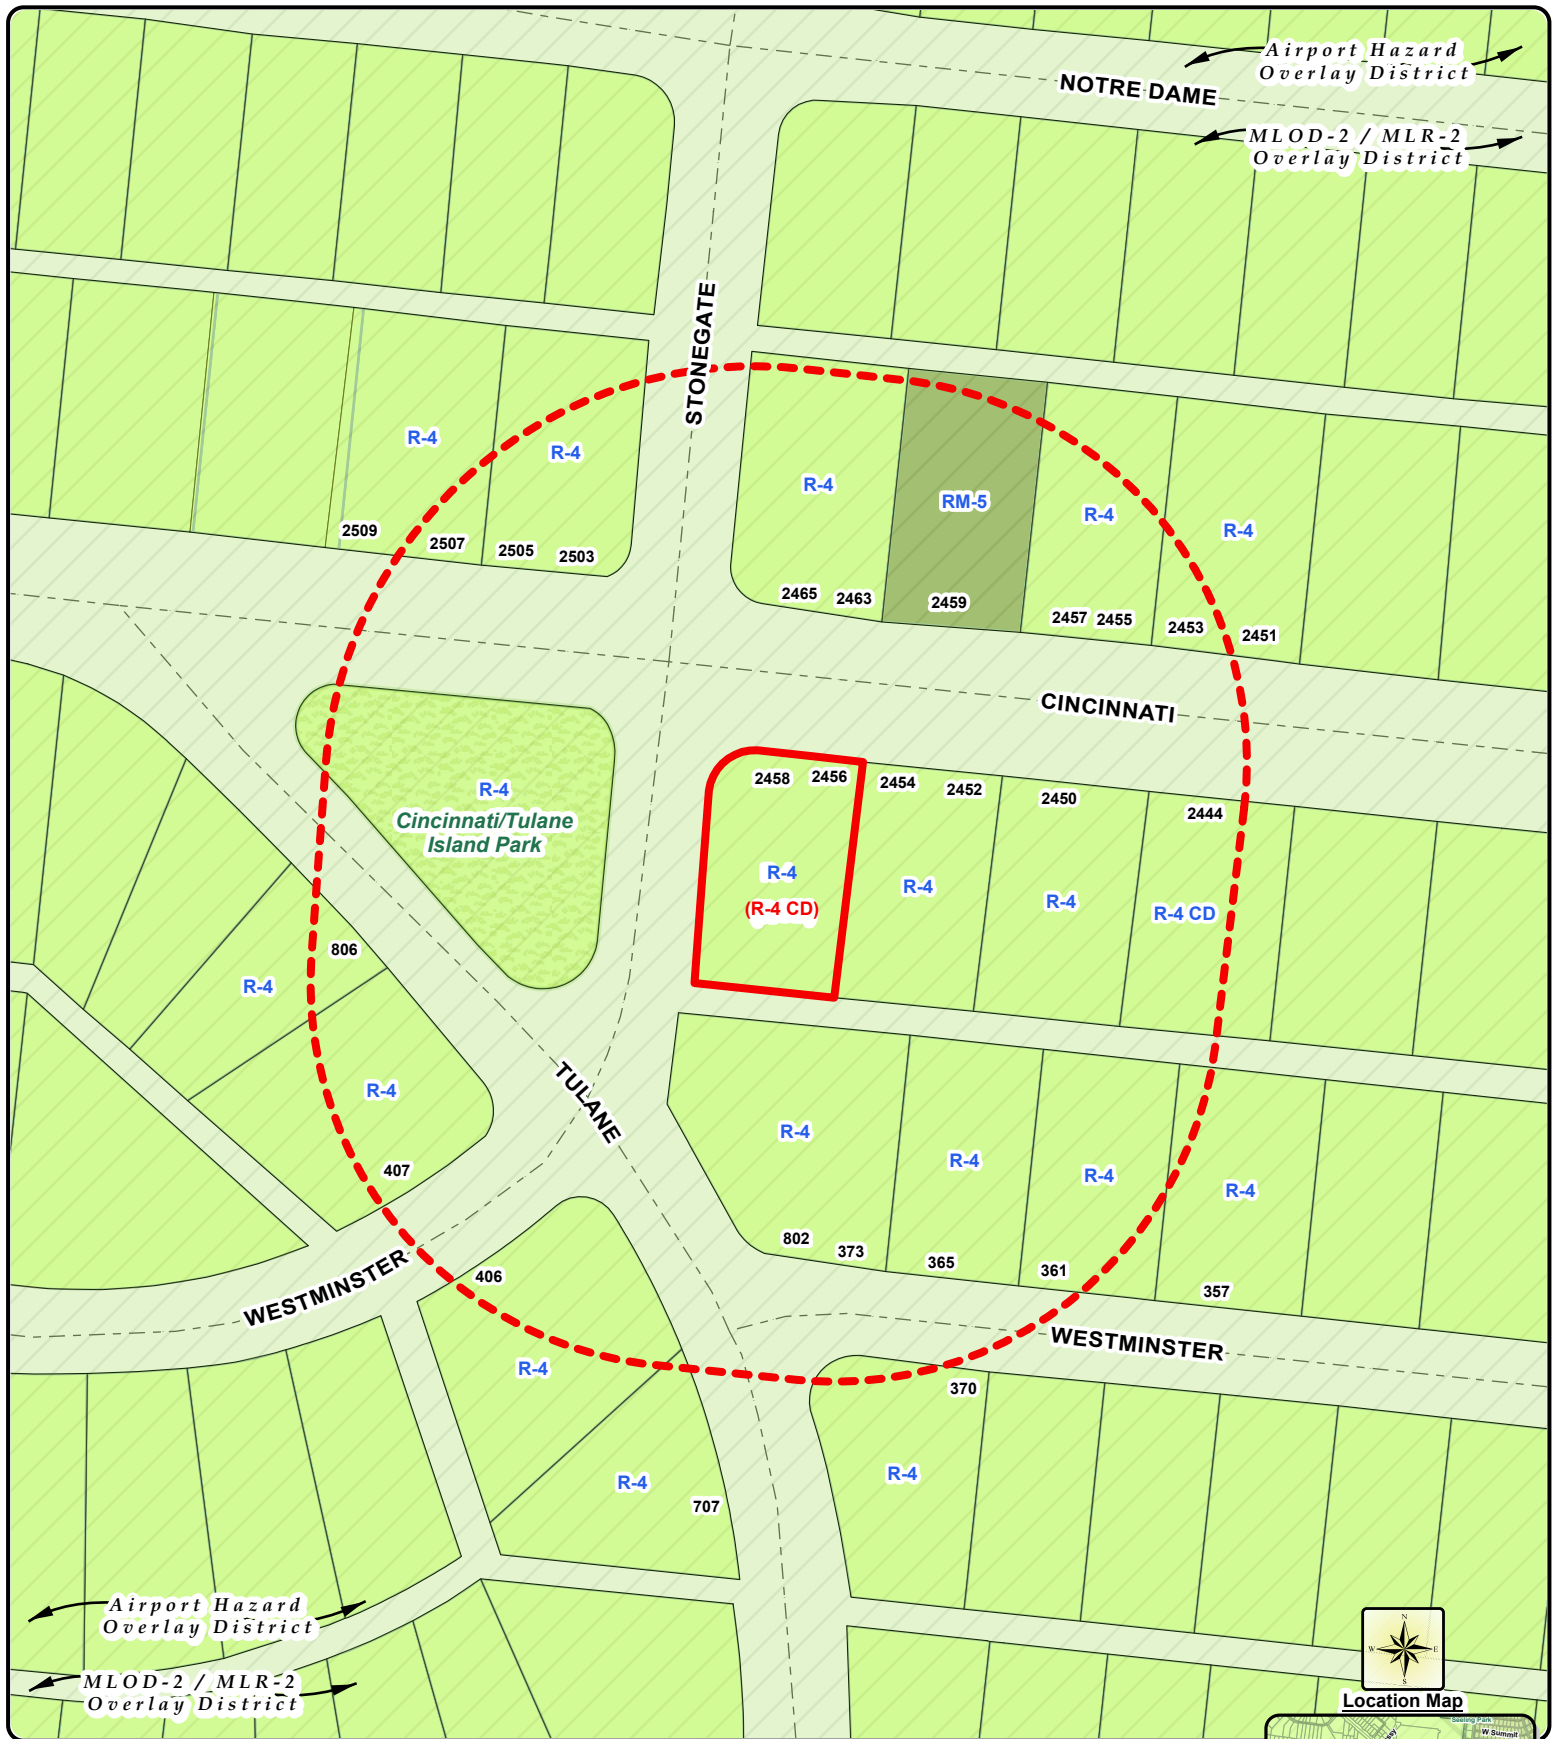 Airport Hazard
Overlay District
NOTRE DAME
MLOD-2 / MLR-2
Overlay District
STONEGATE
R-4
R-4
R-4
RM-5
R-4
R-4
2509
2507
2505
2503
2465
2463
2459
2457
2455
2453
2451
CINCINNATI
R-4
Cincinnati/Tulane
Island Park
2458
2456
2454
2452
2450
2444
R-4
(R-4 CD)
R-4
R-4
R-4 CD
806
R-4
R-4
407
TULANE
R-4
R-4
R-4
R-4
802
373
365
361
357
WESTMINSTER
406
WESTMINSTER
R-4
370
R-4
R-4
707
Airport Hazard
Overlay District
MLOD-2 / MLR-2
Overlay District
N
W
E
S
Location Map
Seeling Park
W Summit